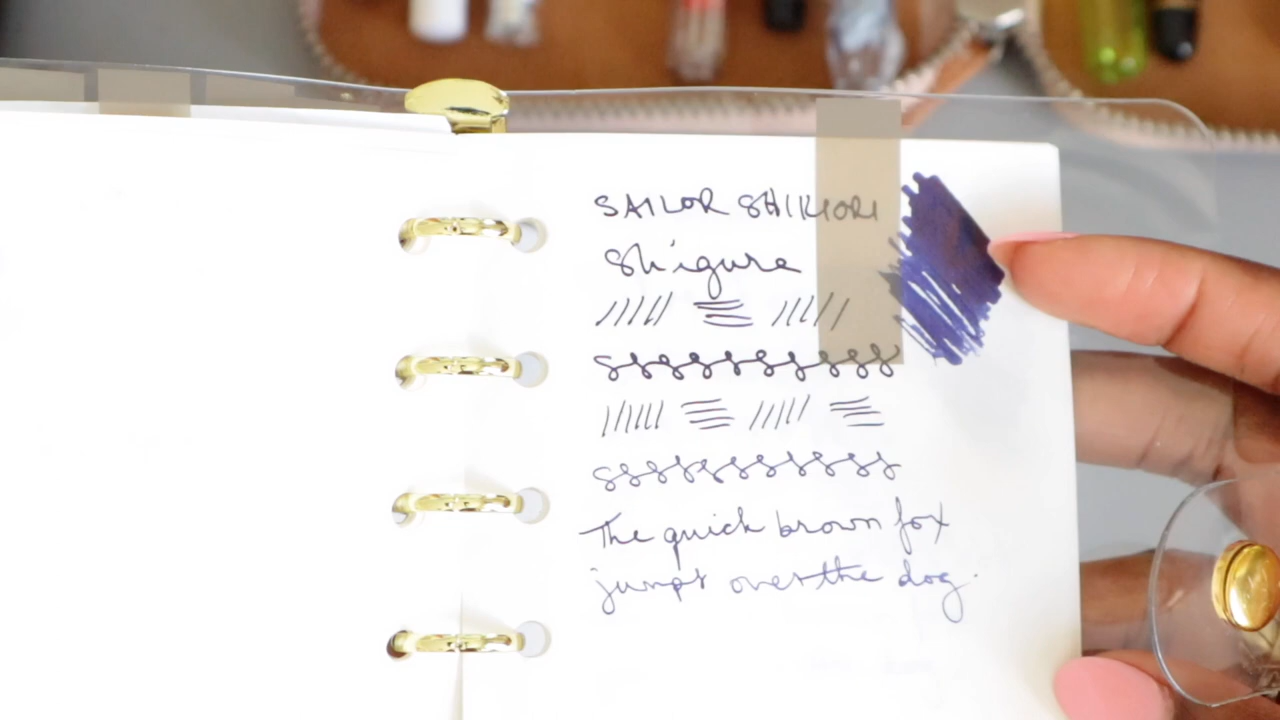 SAILOR SHIKIORI
Shigure
The quick brown fox
jumps over the dog.